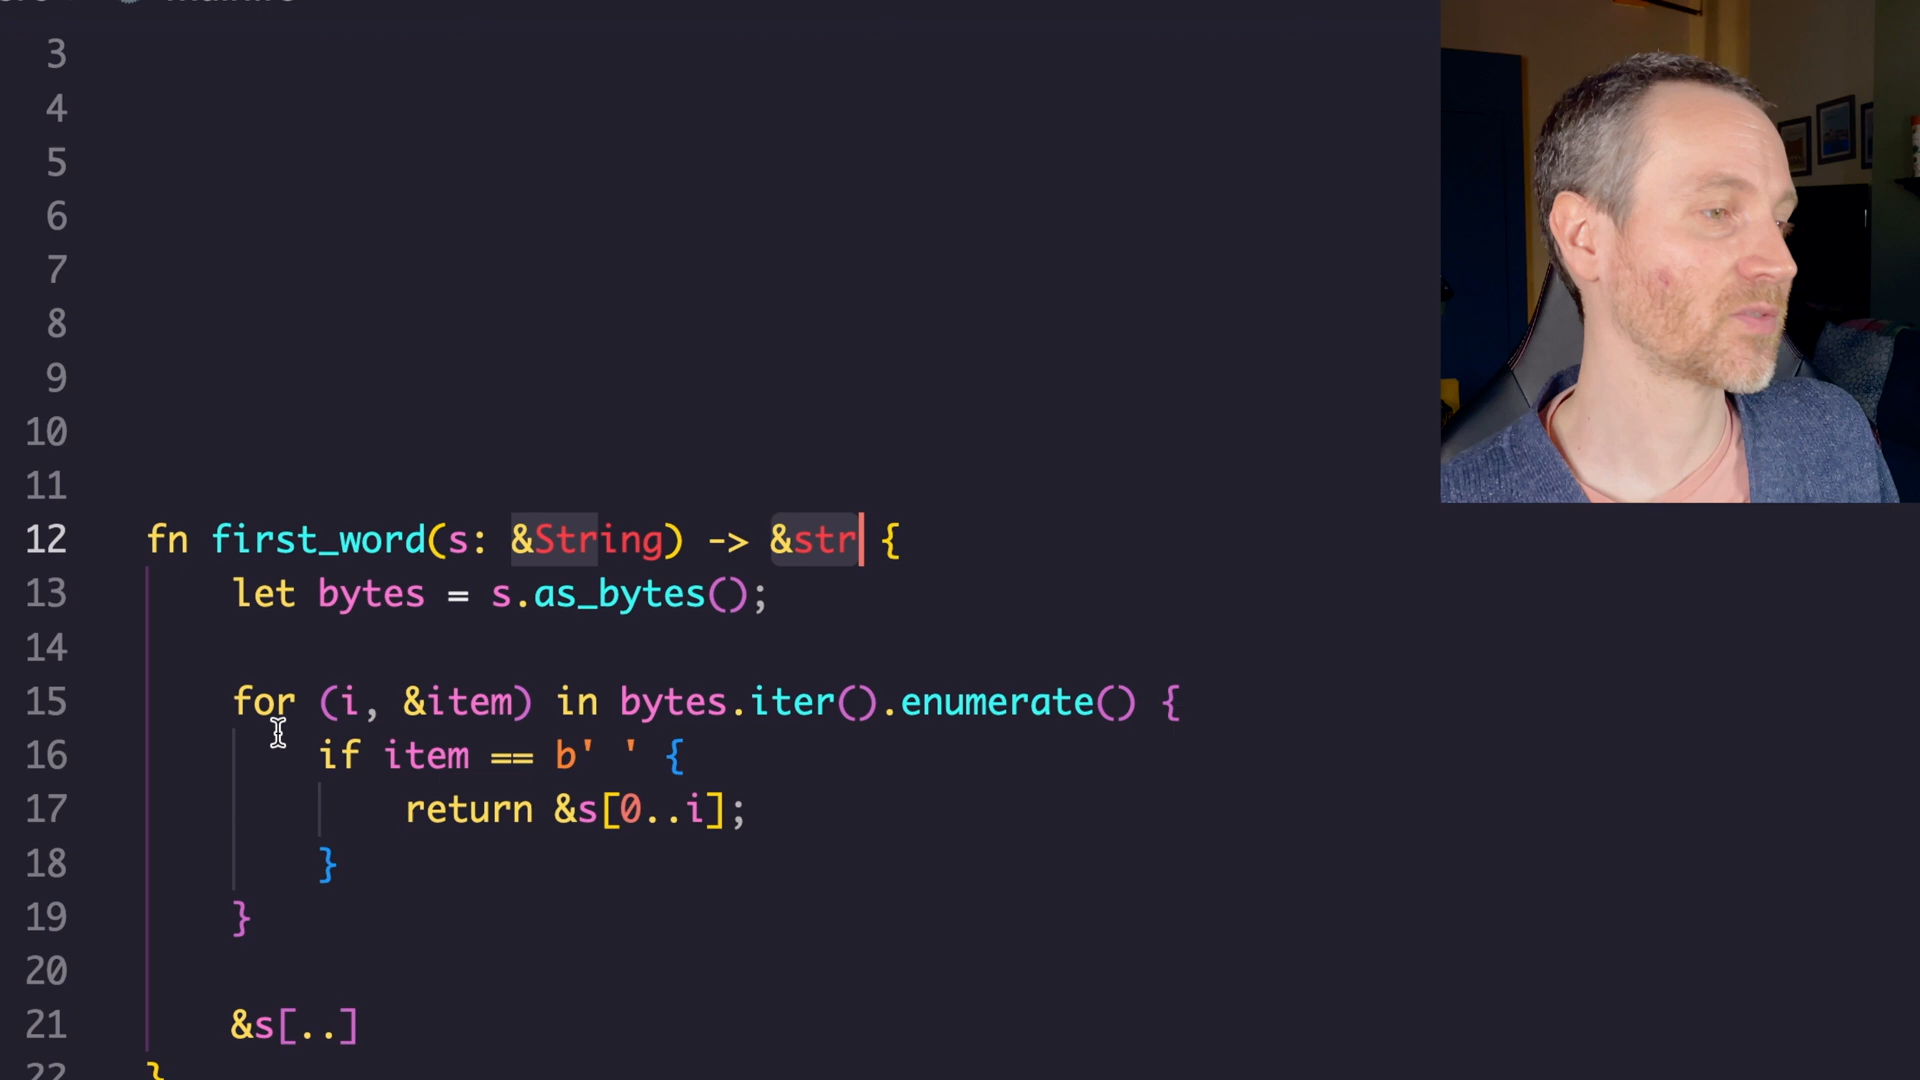 3
4
5
6
7
8
9
10
11
12 fn first_word(s: &String) -> &str {
13 let bytes = s.as_bytes();
14
15 for (i, &item) in bytes.iter().enumerate() {
16 if item == b' ' {
17 return &s[0..i];
18 }
19 }
20
21 &s[..]
22 }